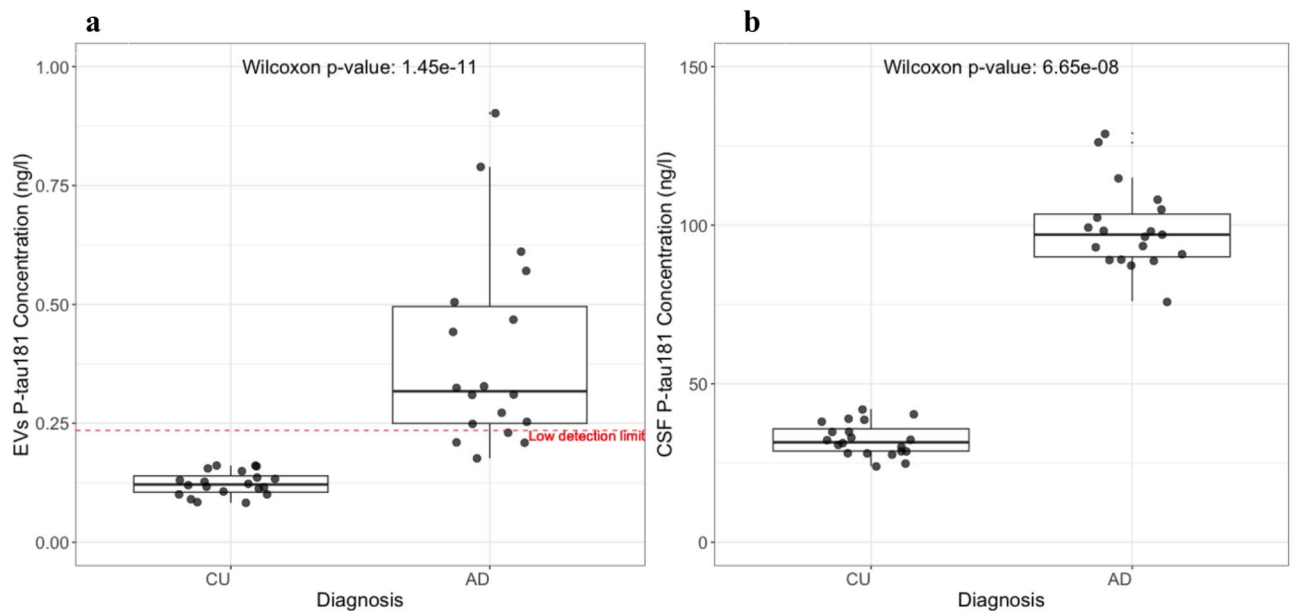 a
Wilcoxon p-value: 1.45e-11
EVs P-tau181 Concentration (ng/l)
1.00
0.75
0.50
0.25
0.00
Low detection limit
CU
AD
Diagnosis
b
Wilcoxon p-value: 6.65e-08
CSF P-tau181 Concentration (ng/l)
150
100
50
0
CU
AD
Diagnosis